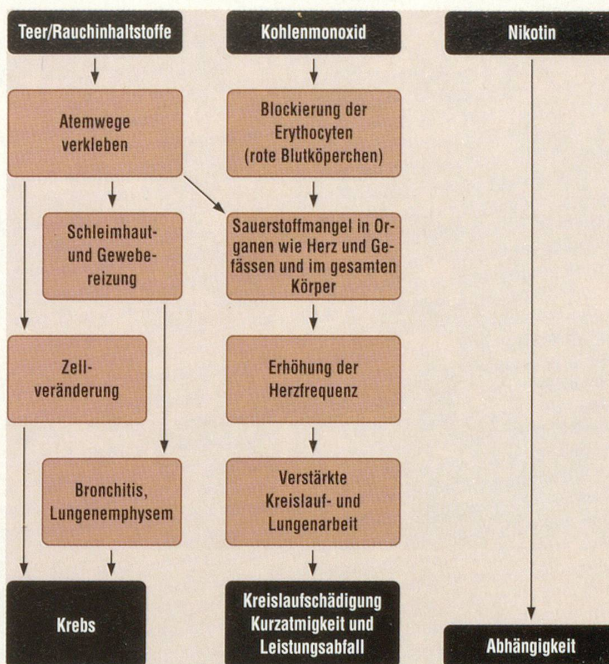 Teer/Rauchinhaltstoffe
Kohlenmonoxid
Nikotin
Atemwege
verkleben
Blockierung der
Erythocyten
(rote Blutköperchen)
Schleimhaut-
und Gewebe-
reizung
Sauerstoffmangel in Or-
ganen wie Herz und Ge-
fässen und im gesamten
Körper
Zell-
veränderung
Erhöhung der
Herzfrequenz
Bronchitis,
Lungenemphysem
Verstärkte
Kreislauf- und
Lungenarbeit
Krebs
Kreislaufschädigung
Kurzatmigkeit und
Leistungsabfall
Abhängigkeit